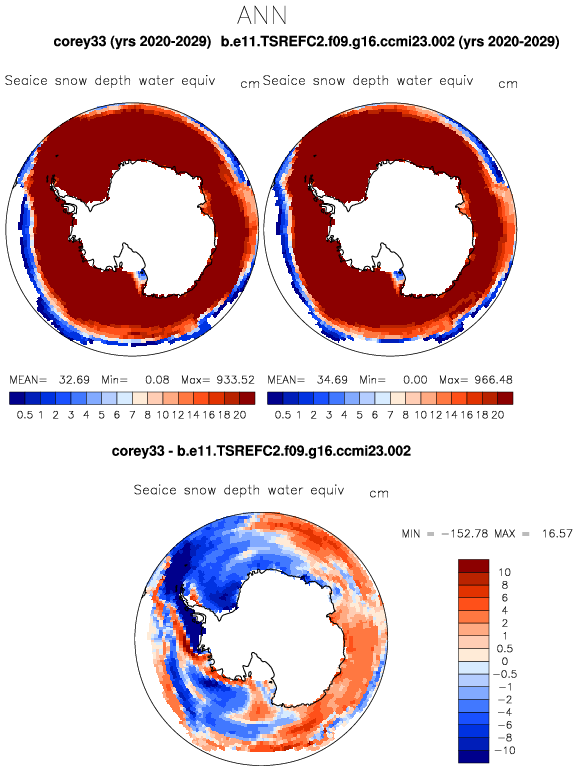 ANN
corey33 (yrs 2020-2029) b.e11.TSREFC2.f09.g16.ccmi23.002 (yrs 2020-2029)
Seaice snow depth water equiv cm Seaice snow depth water equiv cm
MEAN= 32.69 Min= 0.08 Max= 933.52 MEAN= 34.69 Min= 0.00 Max= 966.48
0.5 1 2 3 4 5 6 7 8 10 12 14 16 18 20 0.5 1 2 3 4 5 6 7 8 10 12 14 16 18 20
corey33 - b.e11.TSREFC2.f09.g16.ccmi23.002
Seaice snow depth water equiv cm
MIN = -152.78 MAX = 16.57
10
8
6
4
2
1
0.5
0
-0.5
-1
-2
-4
-6
-8
-10